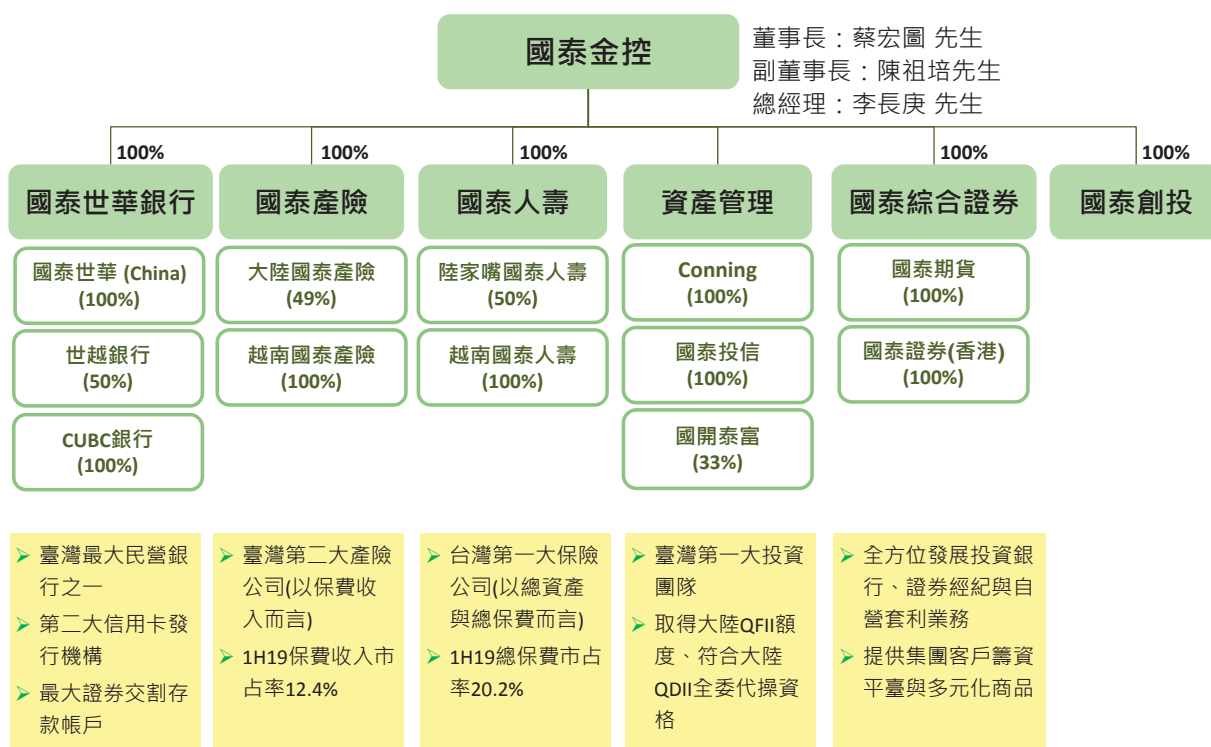 國泰金控
董事長：蔡宏圖 先生
副董事長：陳祖培先生
總經理：李長庚 先生
100%
100%
100%
100%
100%
國泰世華銀行
國泰產險
國泰人壽
資產管理
國泰綜合證券
國泰創投
國泰世華 (China)
(100%)
世越銀行
(50%)
CUBC銀行
(100%)
大陸國泰產險
(49%)
越南國泰產險
(100%)
陸家嘴國泰人壽
(50%)
越南國泰人壽
(100%)
Conning
(100%)
國泰投信
(100%)
國開泰富
(33%)
國泰期貨
(100%)
國泰證券(香港)
(100%)
➢ 臺灣最大民營銀
行之一
➢ 第二大信用卡發
行機構
➢ 最大證券交割存
款帳戶
➢ 臺灣第二大產險
公司(以保費收
入而言)
➢ 1H19保費收入市
占率12.4%
➢ 台灣第一大保險
公司(以總資產
與總保費而言)
➢ 1H19總保費市占
率20.2%
➢ 臺灣第一大投資
團隊
➢ 取得大陸QFII額
度、符合大陸
QDII全委代操資
格
➢ 全方位發展投資銀
行、證券經紀與自
營套利業務
➢ 提供集團客戶籌資
平臺與多元化商品